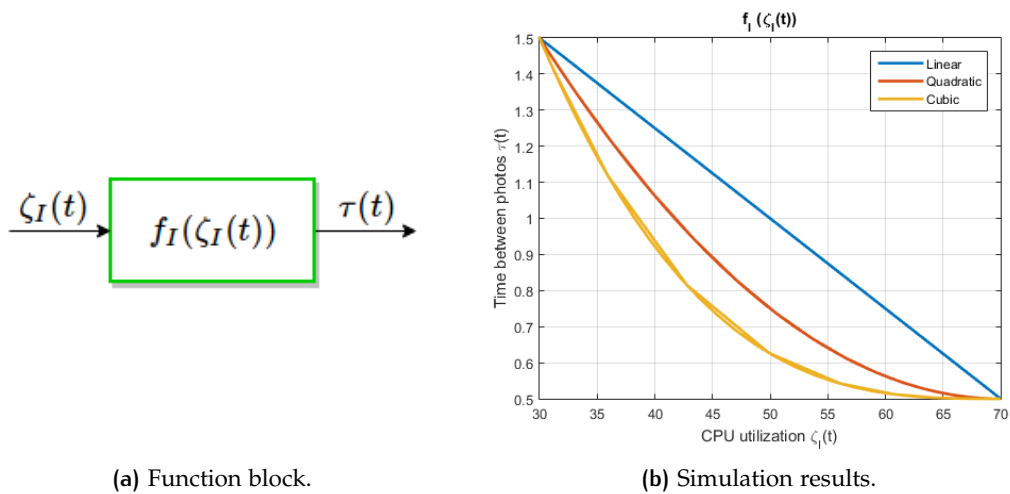 ζ_I(t)
f_I(ζ_I(t))
τ(t)
(a) Function block.
f_I (ζ_I(t))
Linear
Quadratic
Cubic
Time between photos τ(t)
1.5
1.4
1.3
1.2
1.1
1
0.9
0.8
0.7
0.6
0.5
30 35 40 45 50 55 60 65 70
CPU utilization ζ_I(t)
(b) Simulation results.